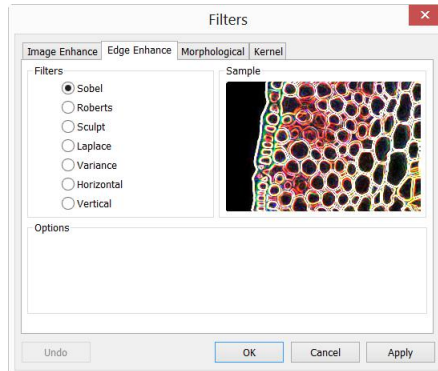 Filters
Image Enhance Edge Enhance Morphological Kernel
Filters
Sample
Sobel
Roberts
Sculpt
Laplace
Variance
Horizontal
Vertical
Options
Undo OK Cancel Apply